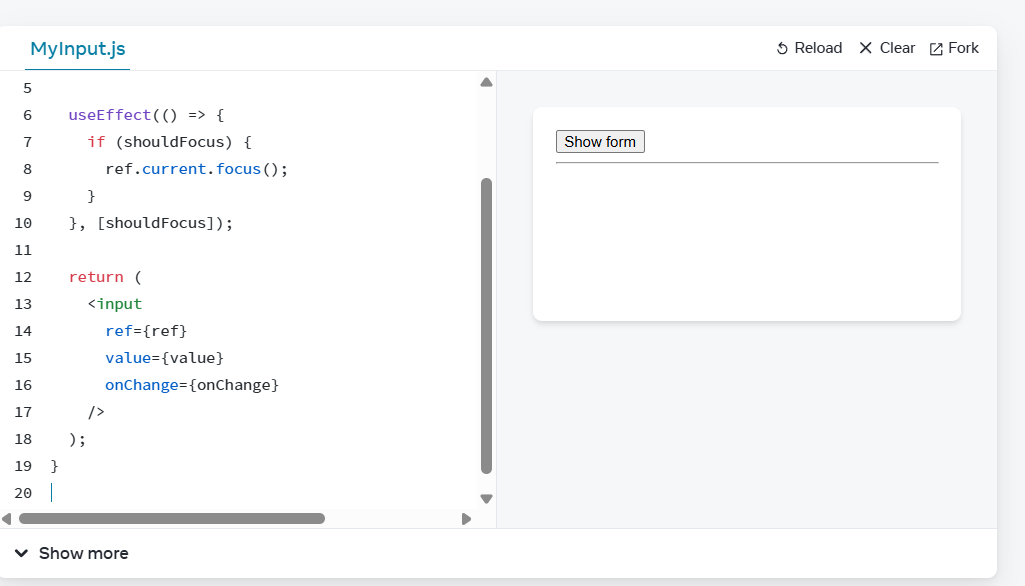 MyInput.js
Reload Clear Fork
5
6 useEffect(() => {
7 if (shouldFocus) {
8 ref.current.focus();
9 }
10 }, [shouldFocus]);
11
12 return (
13 <input
14 ref={ref}
15 value={value}
16 onChange={onChange}
17 />
18 );
19 }
20
Show form
Show more